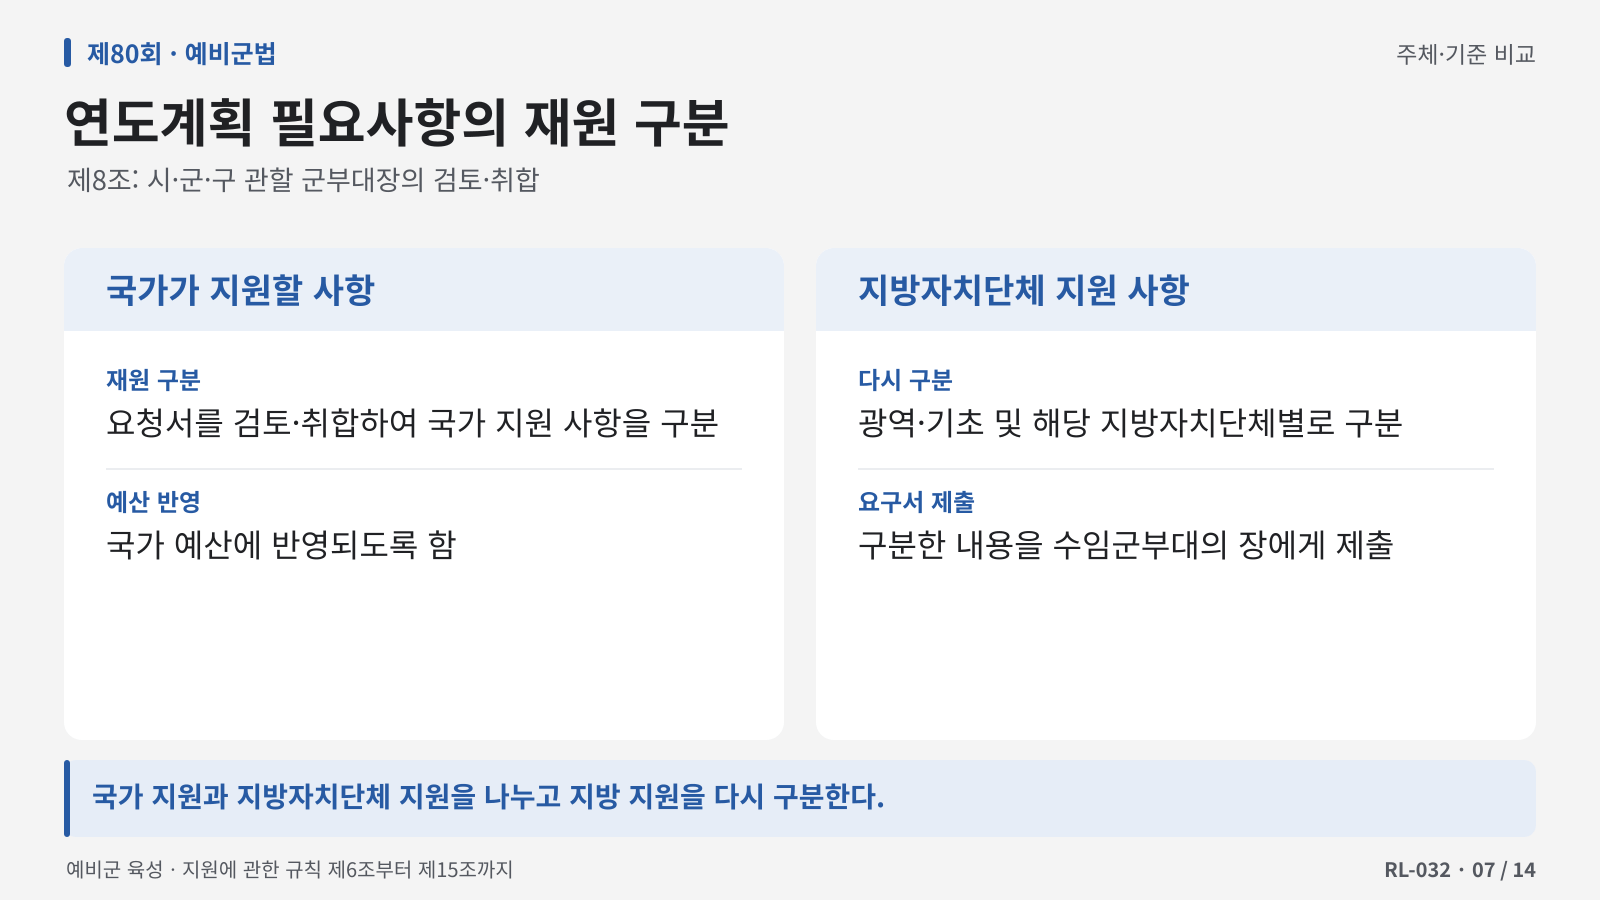 제80회 · 예비군법
주체·기준 비교
연도계획 필요사항의 재원 구분
제8조: 시·군·구 관할 군부대장의 검토·취합
국가가 지원할 사항
재원 구분
요청서를 검토·취합하여 국가 지원 사항을 구분
예산 반영
국가 예산에 반영되도록 함
지방자치단체 지원 사항
다시 구분
광역·기초 및 해당 지방자치단체별로 구분
요구서 제출
구분한 내용을 수임군부대의 장에게 제출
국가 지원과 지방자치단체 지원을 나누고 지방 지원을 다시 구분한다.
예비군 육성 · 지원에 관한 규칙 제6조부터 제15조까지
RL-032 · 07 / 14